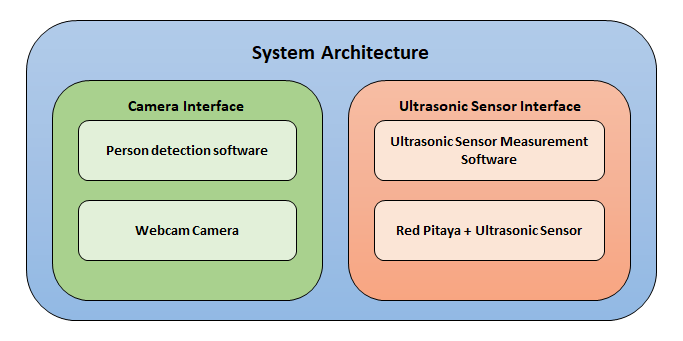 System Architecture
Camera Interface
Person detection software
Webcam Camera
Ultrasonic Sensor Interface
Ultrasonic Sensor Measurement
Software
Red Pitaya + Ultrasonic Sensor